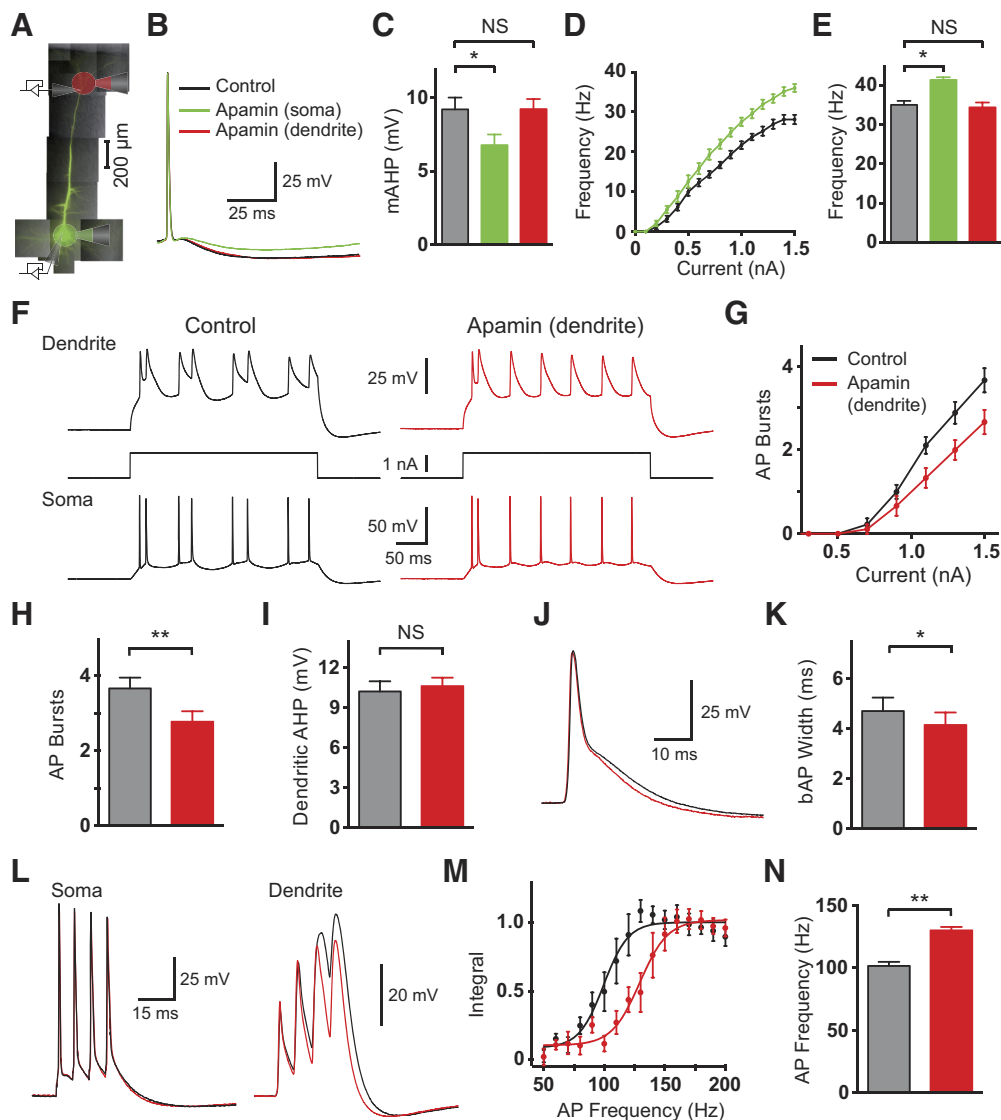 A
200 µm
B
Control
Apamin (soma)
Apamin (dendrite)
25 mV
25 ms
C
NS
*
mAHP (mV)
10
5
0
D
Frequency (Hz)
40
30
20
10
0
0 0.5 1.0 1.5
Current (nA)
E
NS
*
Frequency (Hz)
40
20
0
F
Control
Apamin (dendrite)
Dendrite
25 mV
1 nA
Soma
50 mV
50 ms
G
Control
Apamin
(dendrite)
AP Bursts
4
2
0
0.5 1.0 1.5
Current (nA)
H
**
AP Bursts
4
2
0
I
NS
Dendritic AHP (mV)
12
9
6
3
0
J
25 mV
10 ms
K
*
bAP Width (ms)
6
4
2
0
L
Soma
Dendrite
25 mV
15 ms
20 mV
M
Integral
1.0
0.5
0
50 100 150 200
AP Frequency (Hz)
N
**
AP Frequency (Hz)
150
100
50
0